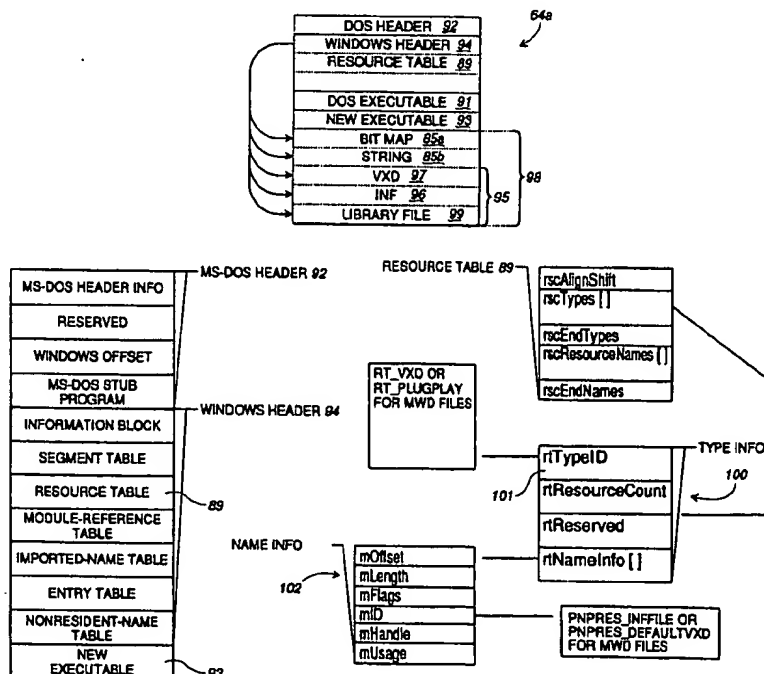 64a
DOS HEADER 92
WINDOWS HEADER 94
RESOURCE TABLE 89
DOS EXECUTABLE 91
NEW EXECUTABLE 93
BIT MAP 85a
STRING 85b
VXD 97
INF 96
LIBRARY FILE 99
95
98
MS-DOS HEADER INFO
RESERVED
WINDOWS OFFSET
MS-DOS STUB
PROGRAM
INFORMATION BLOCK
SEGMENT TABLE
RESOURCE TABLE
MODULE-REFERENCE
TABLE
IMPORTED-NAME TABLE
ENTRY TABLE
NONRESIDENT-NAME
TABLE
NEW
EXECUTABLE
MS-DOS HEADER 92
WINDOWS HEADER 94
89
93
RESOURCE TABLE 89
rscAlignShift
rscTypes [ ]
rscEndTypes
rscResourceNames [ ]
rscEndNames
RT_VXD OR
RT_PLUGPLAY
FOR MWD FILES
rtTypeID
rtResourceCount
rtReserved
rtNameInfo [ ]
101
TYPE INFO
100
NAME INFO
102
rnOffset
rnLength
rnFlags
rnID
rnHandle
rnUsage
PNPRES_INFFILE OR
PNPRES_DEFAULTVXD
FOR MWD FILES